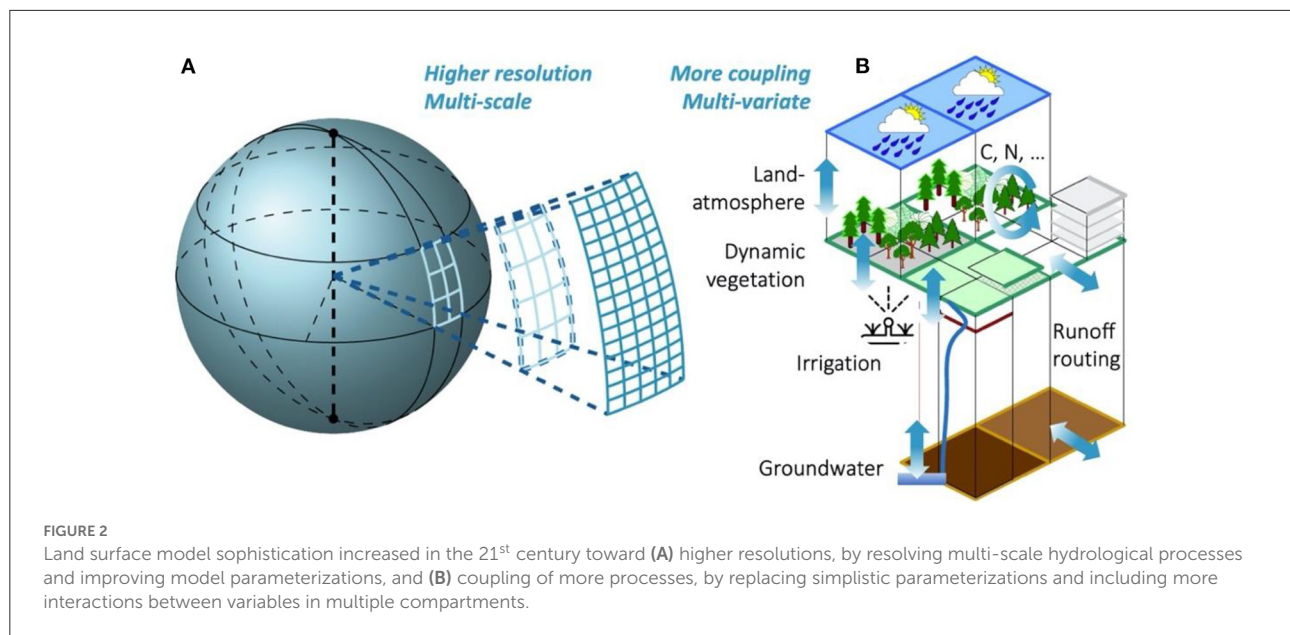 A
Higher resolution
Multi-scale
More coupling
Multi-variate
B
C, N, ...
Land-
atmosphere
Dynamic
vegetation
Irrigation
Runoff
routing
Groundwater
FIGURE 2
Land surface model sophistication increased in the 21st century toward (A) higher resolutions, by resolving multi-scale hydrological processes
and improving model parameterizations, and (B) coupling of more processes, by replacing simplistic parameterizations and including more
interactions between variables in multiple compartments.